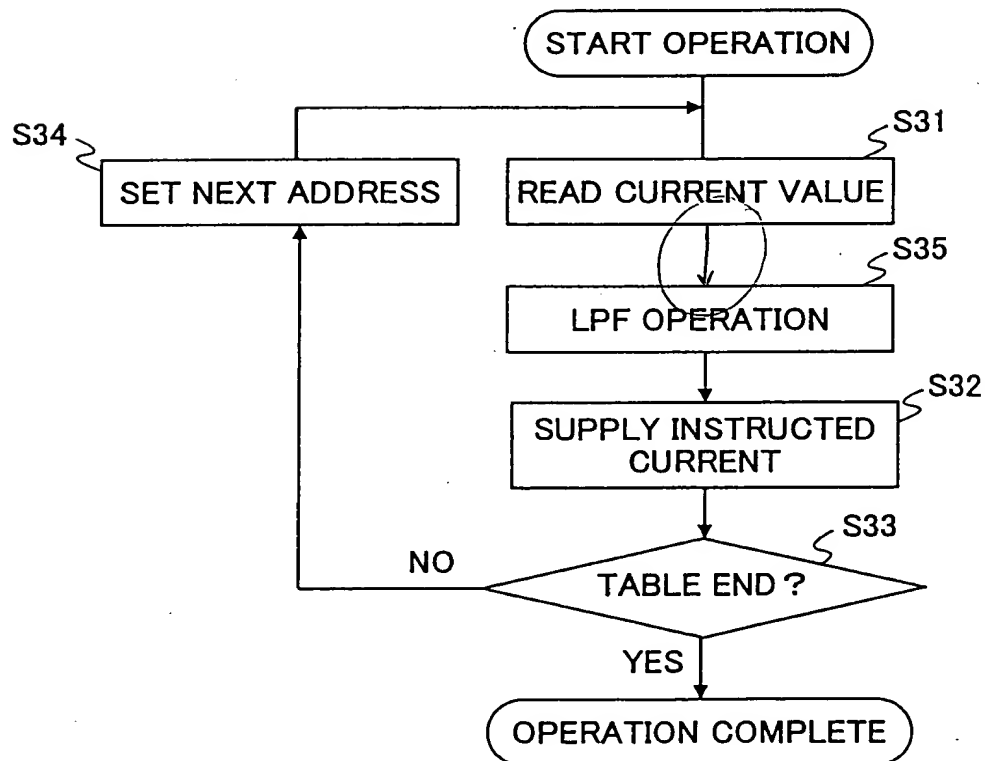 START OPERATION
S34
S31
SET NEXT ADDRESS
READ CURRENT VALUE
S35
LPF OPERATION
S32
SUPPLY INSTRUCTED
CURRENT
S33
NO
TABLE END?
YES
OPERATION COMPLETE